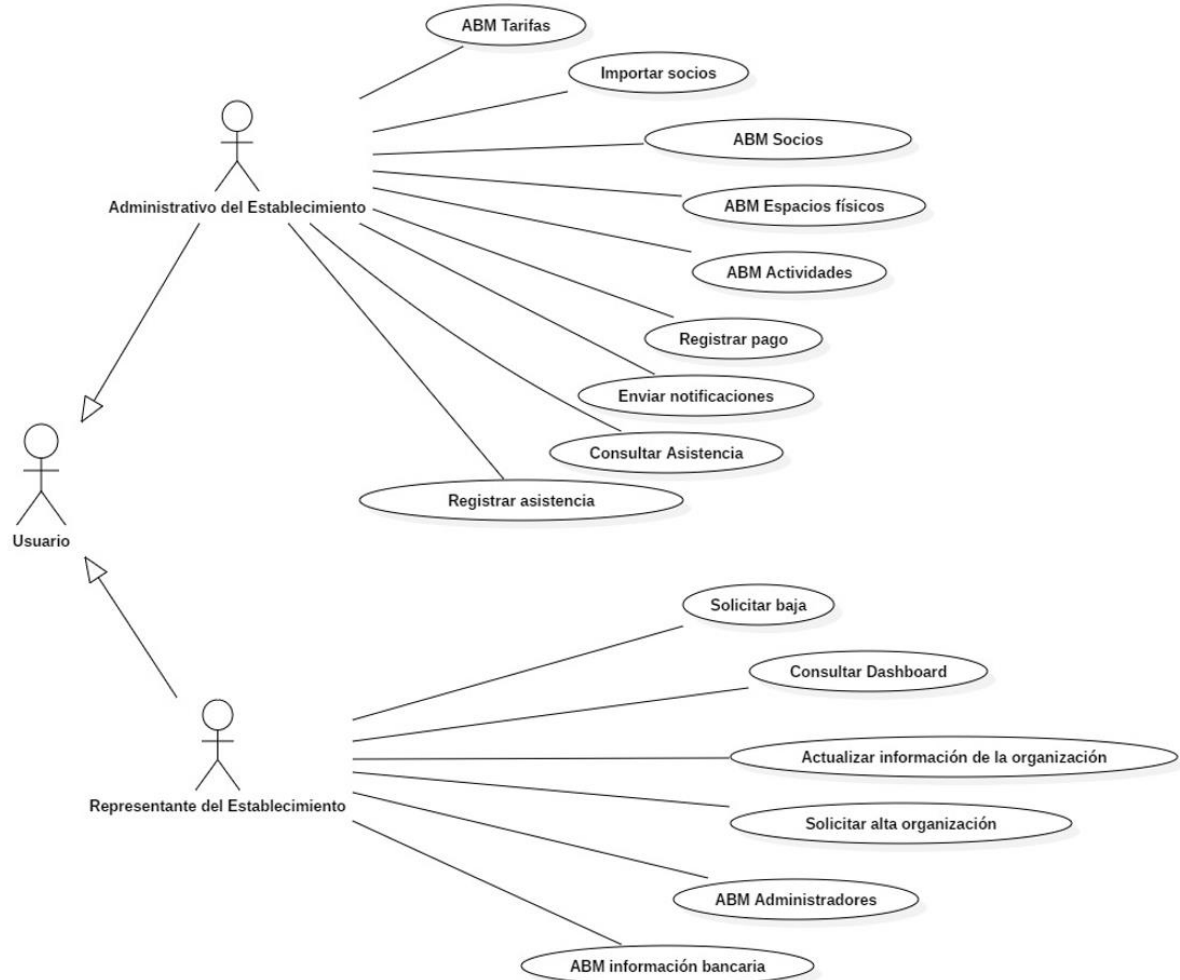 ABM Tarifas
Importar socios
ABM Socios
Administrativo del Establecimiento
ABM Espacios físicos
ABM Actividades
Registrar pago
Enviar notificaciones
Consultar Asistencia
Registrar asistencia
Usuario
Solicitar baja
Consultar Dashboard
Actualizar información de la organización
Representante del Establecimiento
Solicitar alta organización
ABM Administradores
ABM información bancaria